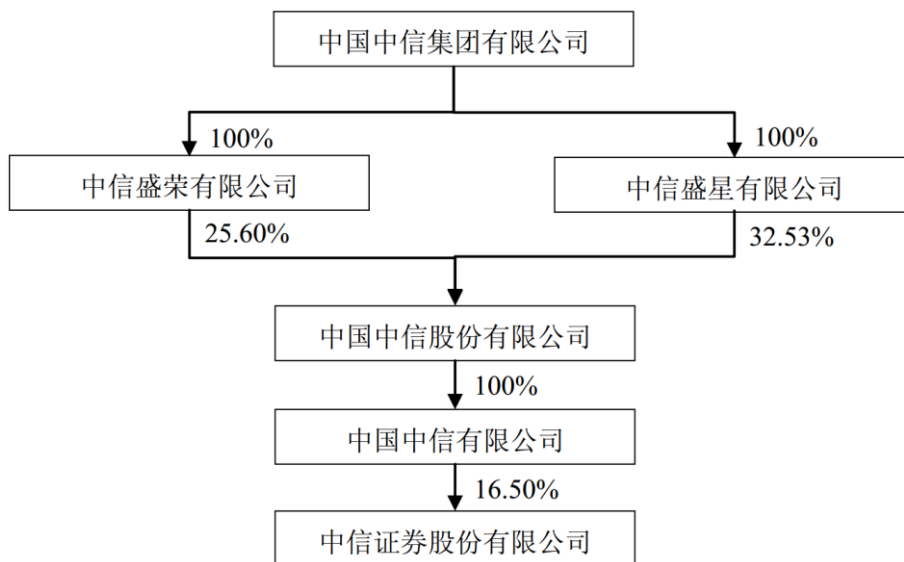 中国中信集团有限公司
100%
100%
中信盛荣有限公司
中信盛星有限公司
25.60%
32.53%
中国中信股份有限公司
100%
中国中信有限公司
16.50%
中信证券股份有限公司